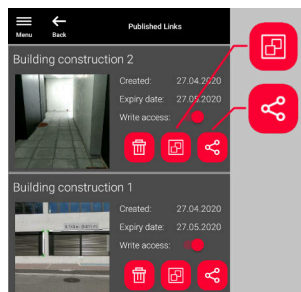 Menu
Back
Published Links
Building construction 2
Created: 27.04.2020
Expiry date: 27.05.2020
Write access:
Building construction 1
Created: 27.04.2020
Expiry date: 27.05.2020
Write access: